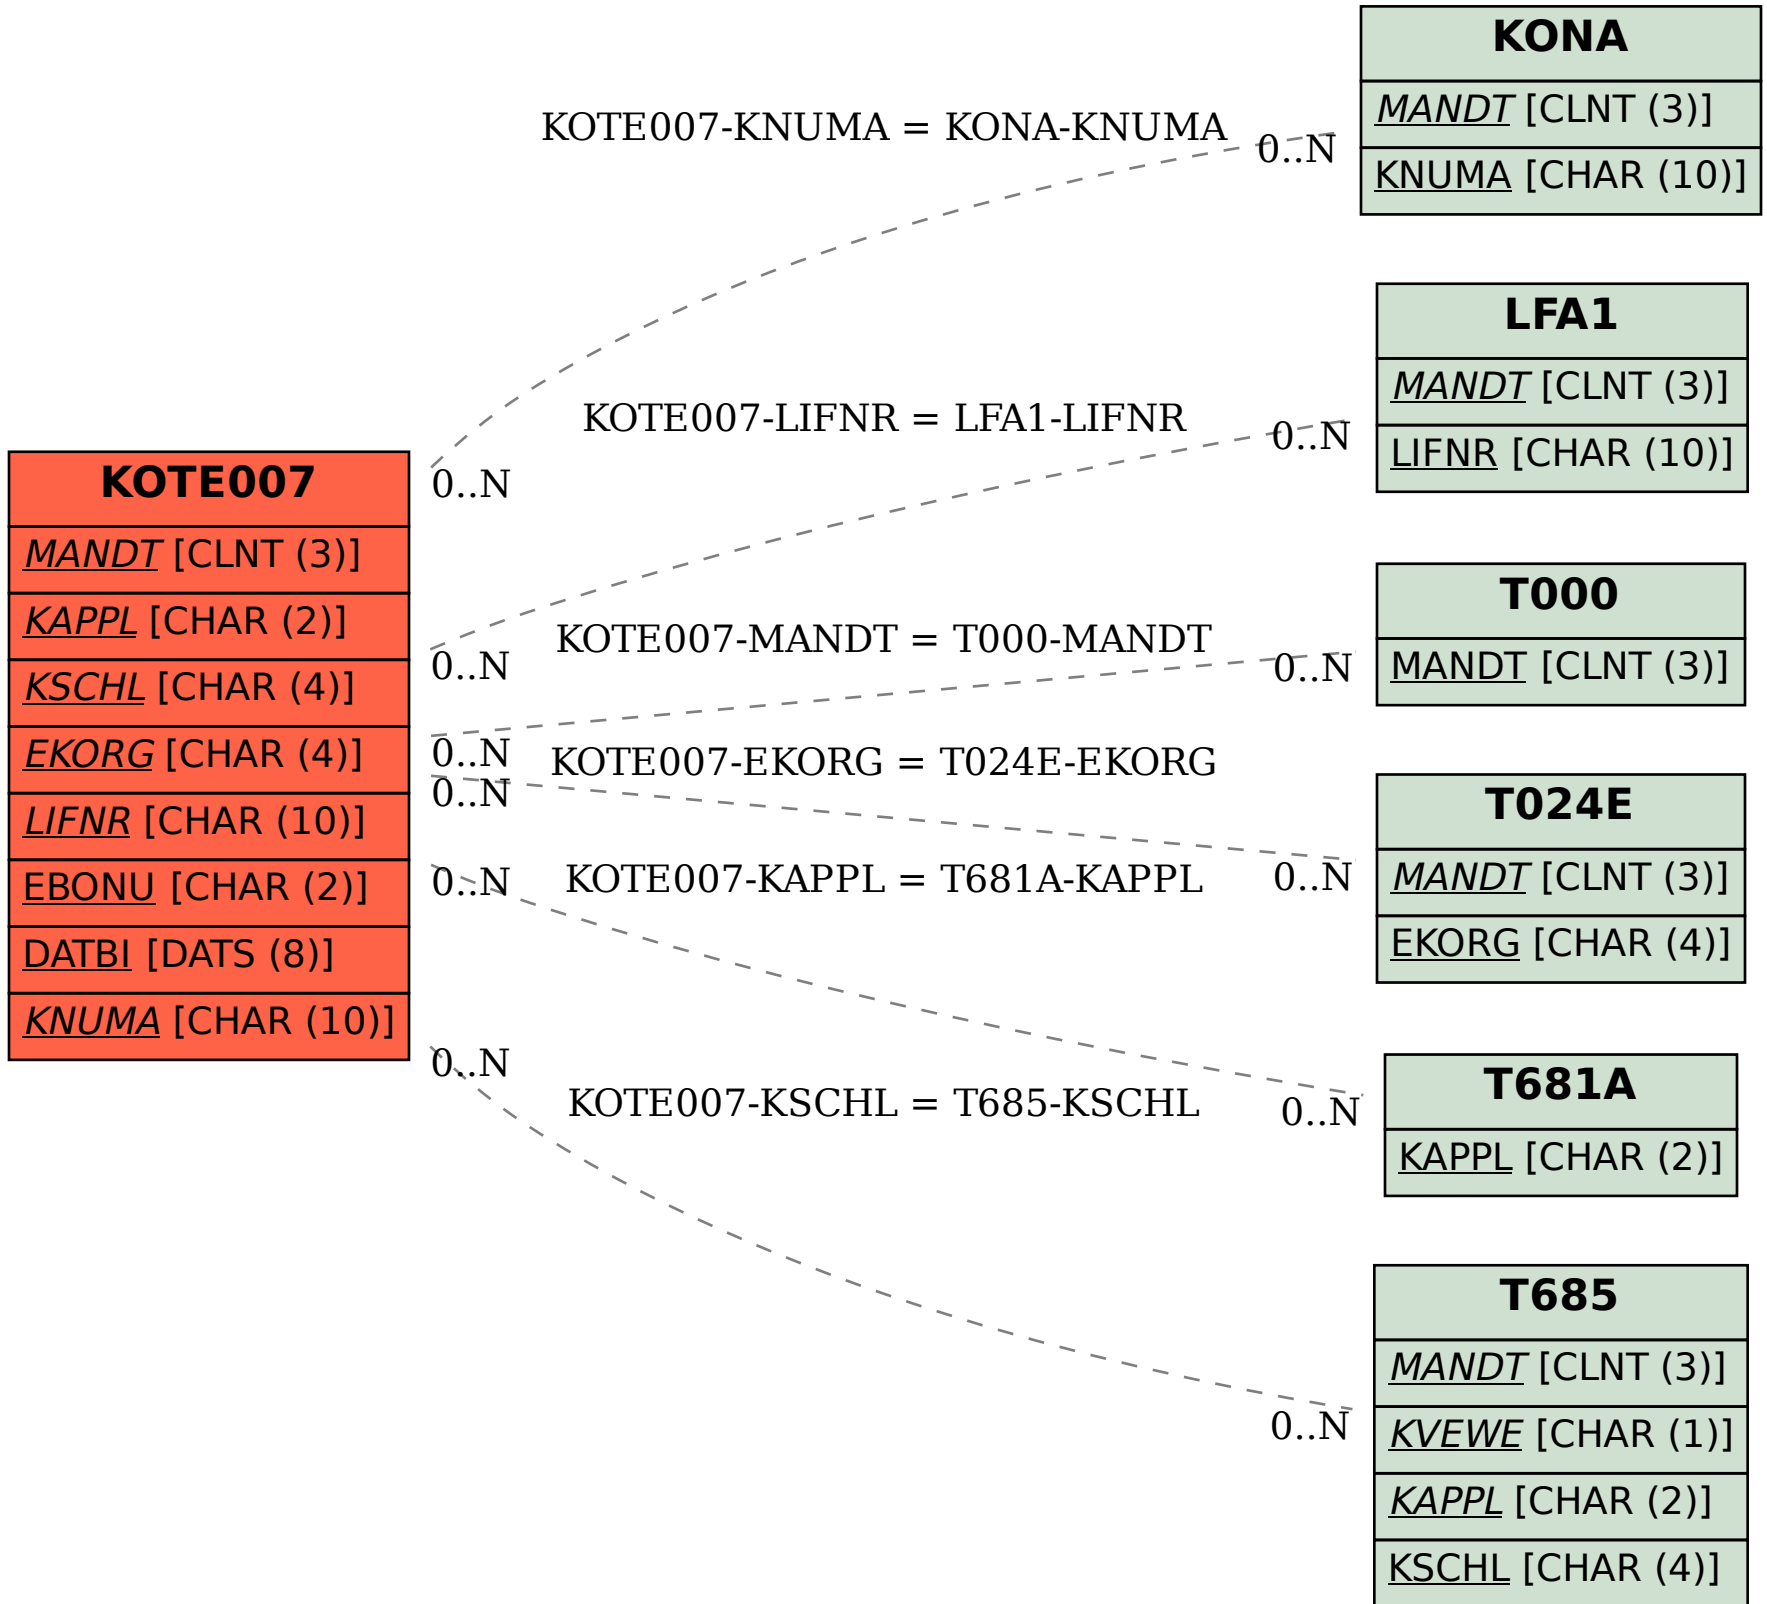 KOTE007
MANDT [CLNT (3)]
KAPPL [CHAR (2)]
KSCHL [CHAR (4)]
EKORG [CHAR (4)]
LIFNR [CHAR (10)]
EBONU [CHAR (2)]
DATBI [DATS (8)]
KNUMA [CHAR (10)]
KOTE007-KNUMA = KONA-KNUMA
0..N
0..N
KOTE007-LIFNR = LFA1-LIFNR
0..N
0..N
KOTE007-MANDT = T000-MANDT
0..N
0..N
KOTE007-EKORG = T024E-EKORG
0..N
0..N
KOTE007-KAPPL = T681A-KAPPL
0..N
0..N
KOTE007-KSCHL = T685-KSCHL
0..N
0..N
KONA
MANDT [CLNT (3)]
KNUMA [CHAR (10)]
LFA1
MANDT [CLNT (3)]
LIFNR [CHAR (10)]
T000
MANDT [CLNT (3)]
T024E
MANDT [CLNT (3)]
EKORG [CHAR (4)]
T681A
KAPPL [CHAR (2)]
T685
MANDT [CLNT (3)]
KVEWE [CHAR (1)]
KAPPL [CHAR (2)]
KSCHL [CHAR (4)]